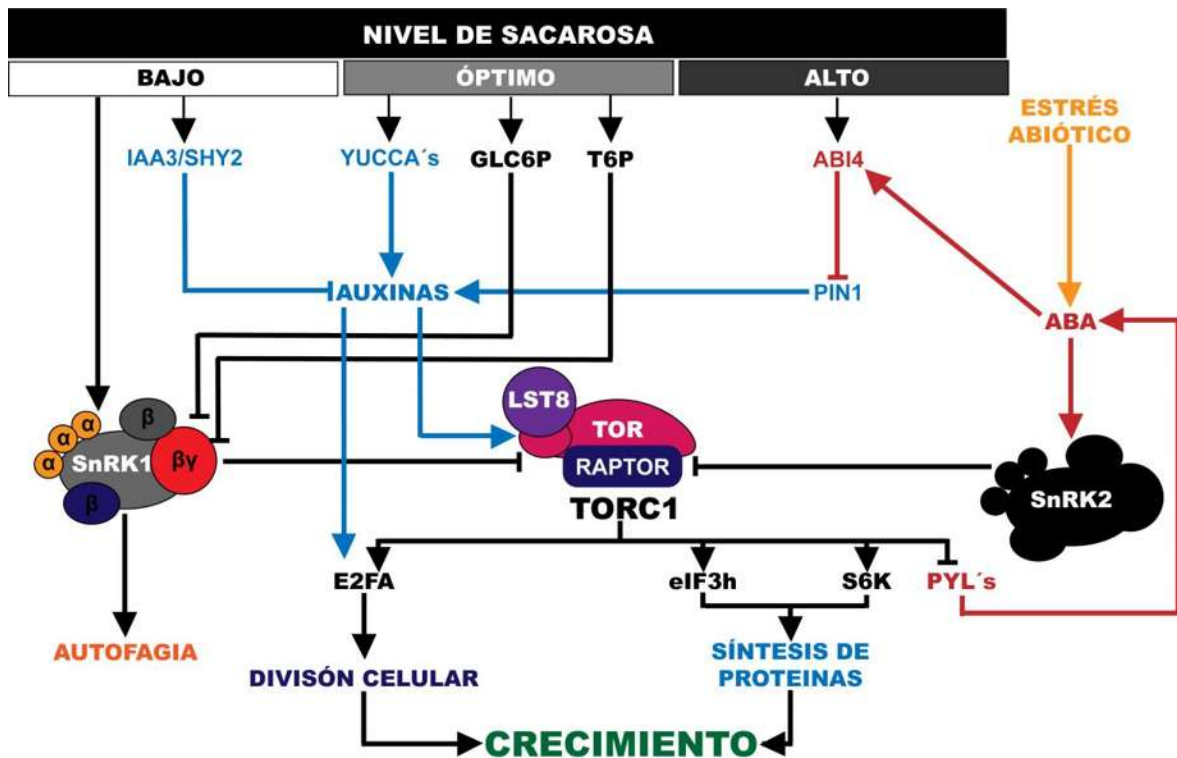 NIVEL DE SACAROSA
BAJO
ÓPTIMO
ALTO
ESTRÉS
ABIÓTICO
IAA3/SHY2
YUCCA´s
GLC6P
T6P
ABI4
AUXINAS
PIN1
ABA
LST8
TOR
RAPTOR
TORC1
α
α
α
β
SnRK1
βγ
β
SnRK2
E2FA
eIF3h
S6K
PYL´s
AUTOFAGIA
DIVISÓN CELULAR
SÍNTESIS DE
PROTEINAS
CRECIMIENTO